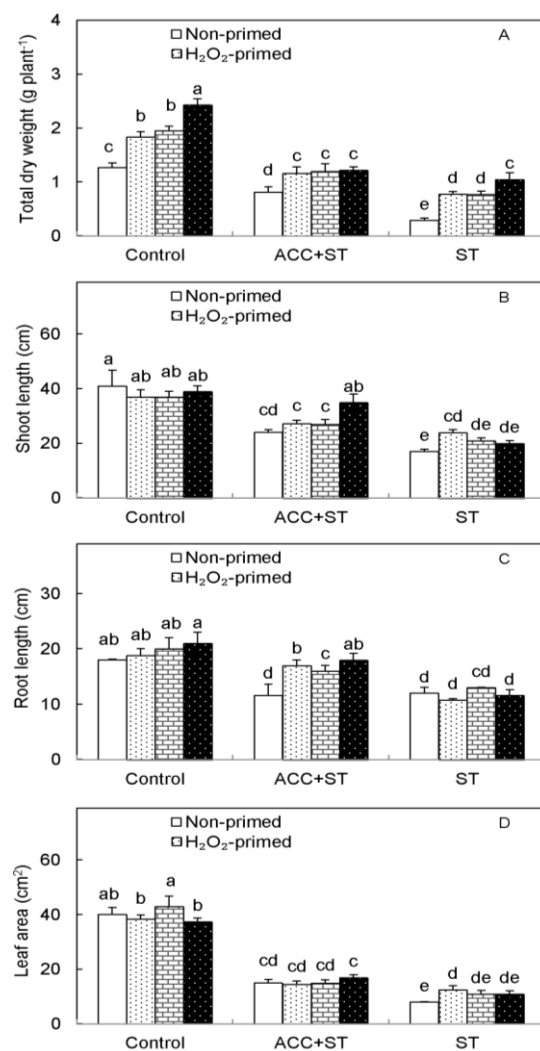 A
Non-primed
H₂O₂-primed
Total dry weight (g plant⁻¹)
4
3
2
1
0
c b b a
d c c c
e d d c
Control ACC+ST ST
B
Non-primed
H₂O₂-primed
Shoot length (cm)
60
40
20
0
a ab ab ab
cd c c ab
e cd de de
Control ACC+ST ST
C
Non-primed
H₂O₂-primed
Root length (cm)
30
20
10
0
ab ab ab a
d b c ab
d d cd d
Control ACC+ST ST
D
Non-primed
H₂O₂-primed
Leaf area (cm²)
60
40
20
0
ab b a b
cd cd cd c
e d de de
Control ACC+ST ST